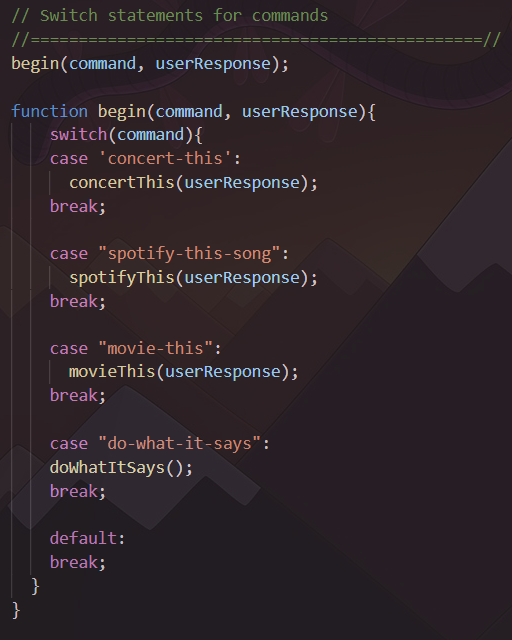 // Switch statements for commands
//===============================================//
begin(command, userResponse);
function begin(command, userResponse){
switch(command){
case 'concert-this':
concertThis(userResponse);
break;
case "spotify-this-song":
spotifyThis(userResponse);
break;
case "movie-this":
movieThis(userResponse);
break;
case "do-what-it-says":
doWhatItSays();
break;
default:
break;
}
}